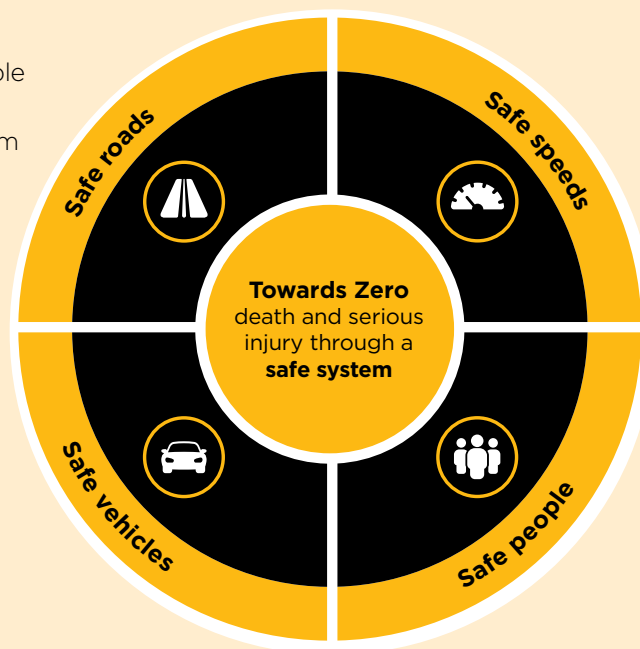 Safe roads
Safe speeds
Towards Zero
death and serious
injury through a
safe system
Safe vehicles
Safe people